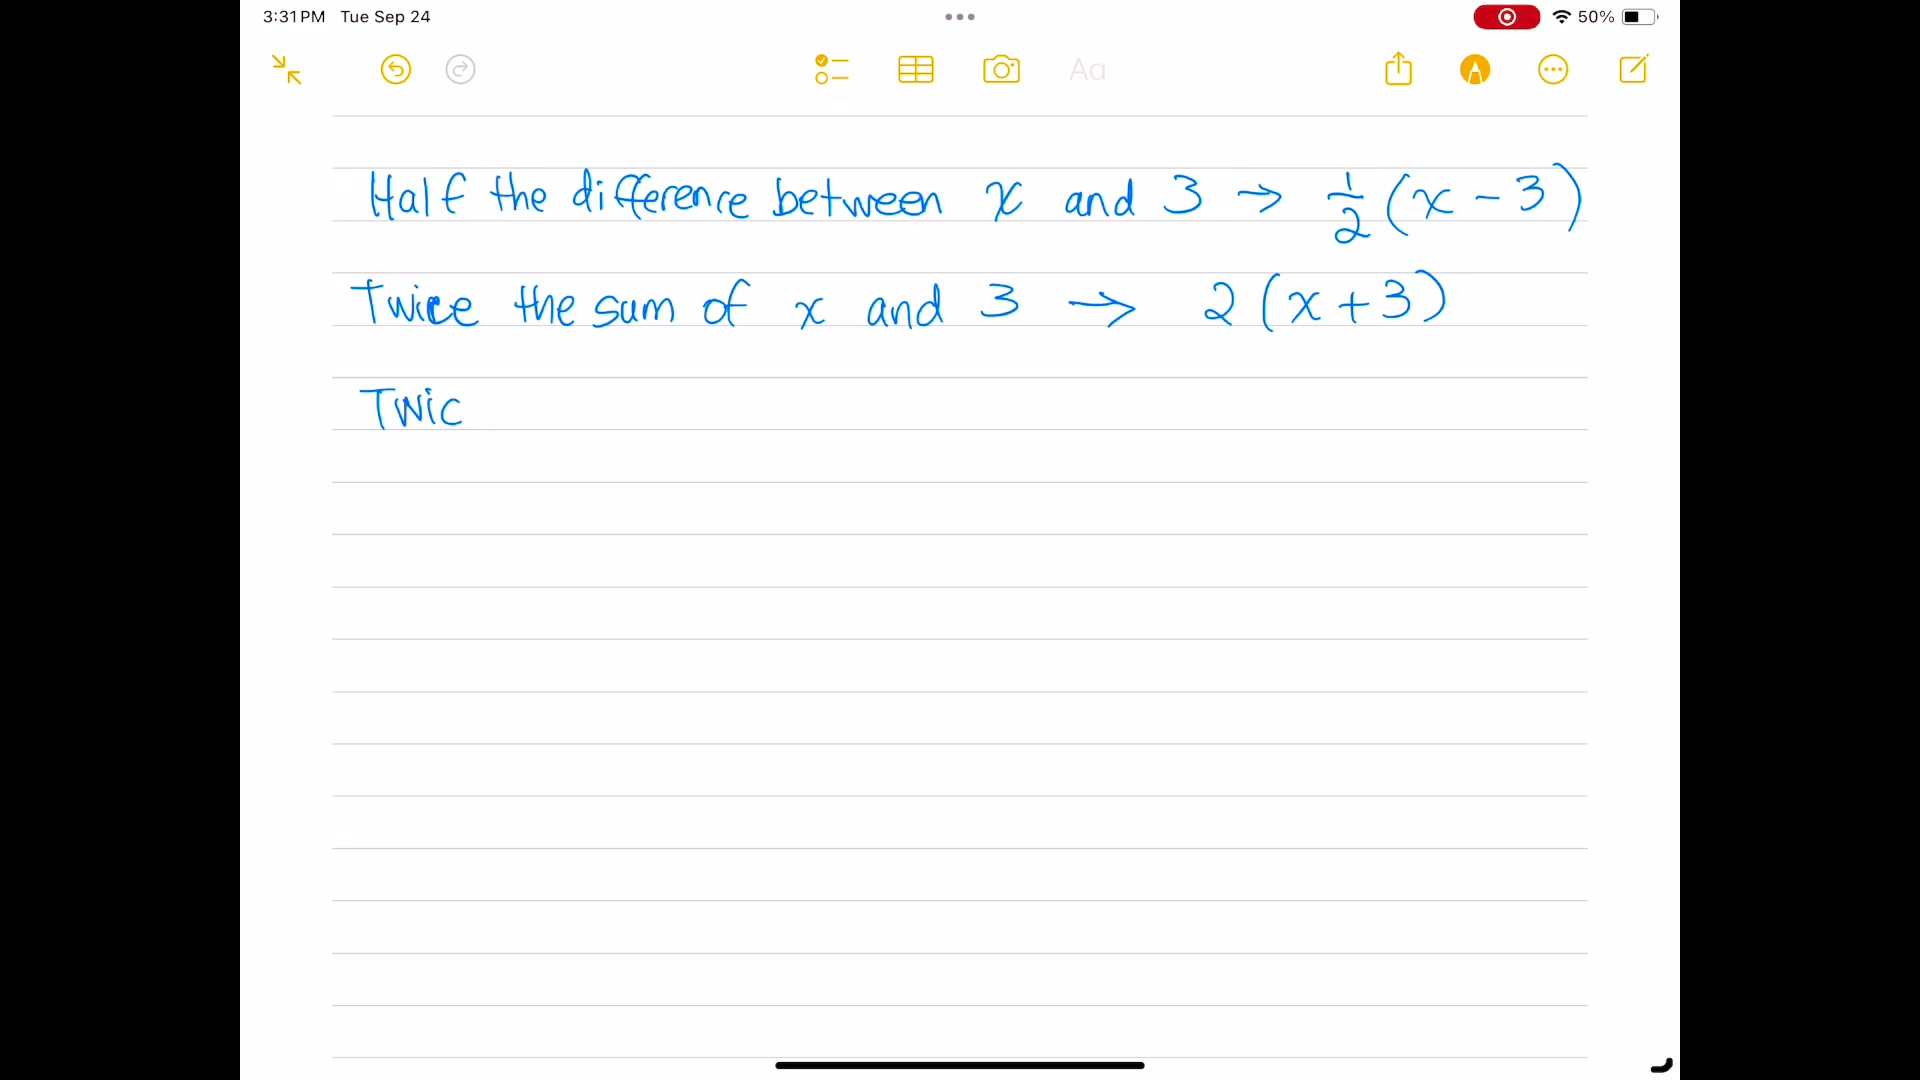 3:31 PM Tue Sep 24
50%
Aa
Half the difference between x and 3 → 1/2 (x - 3)
Twice the sum of x and 3 → 2 (x + 3)
Twic